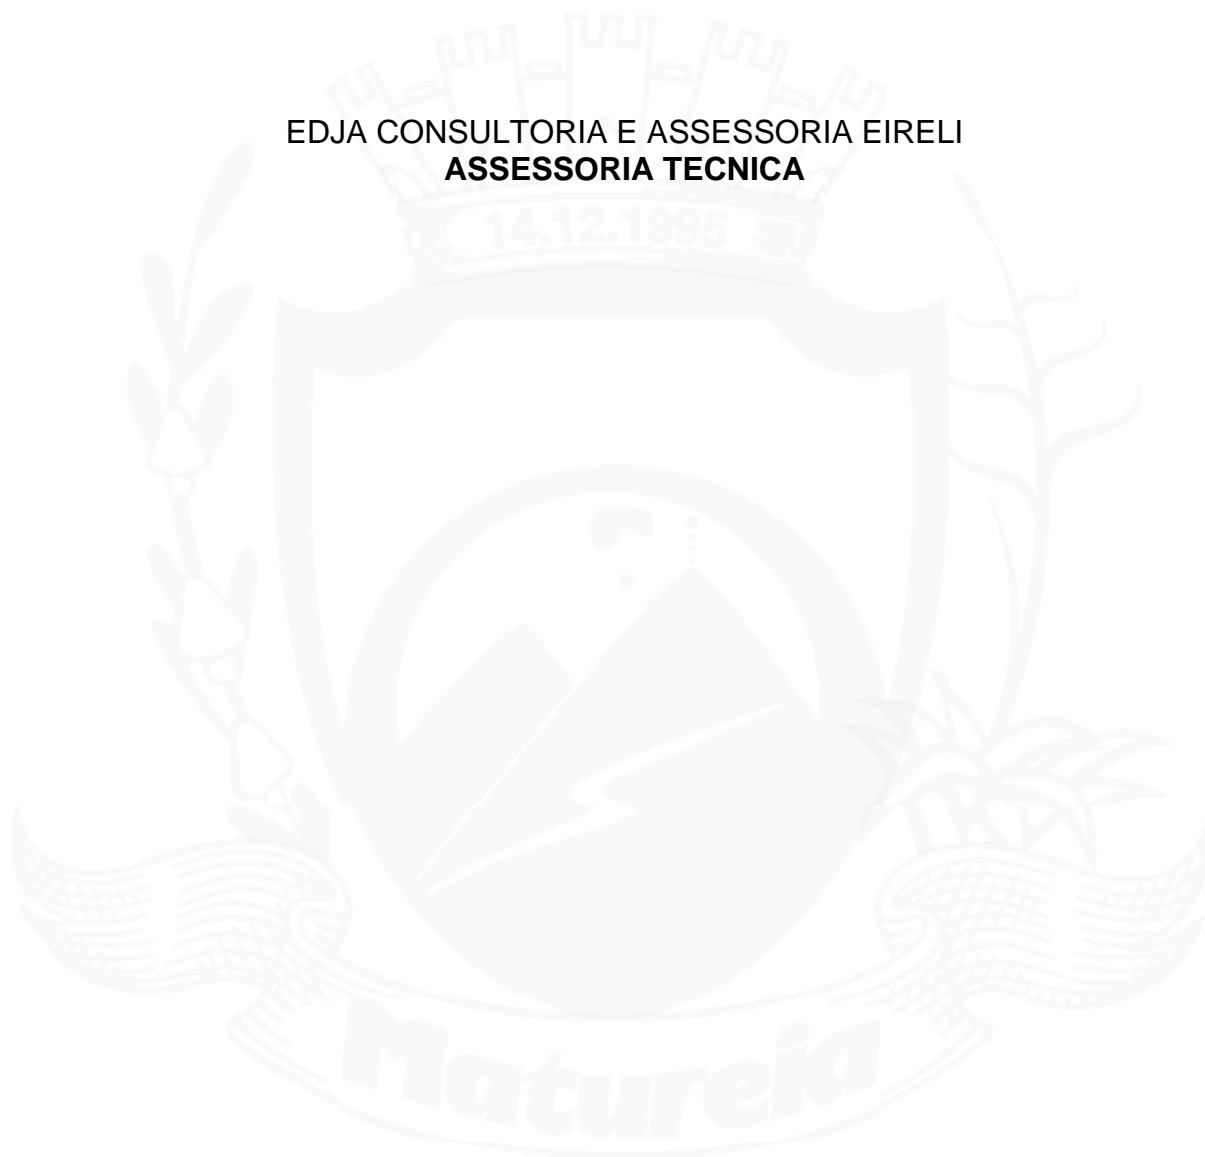 EDJA CONSULTORIA E ASSESSORIA EIRELI
ASSESSORIA TECNICA
14.12.1995
Matureia